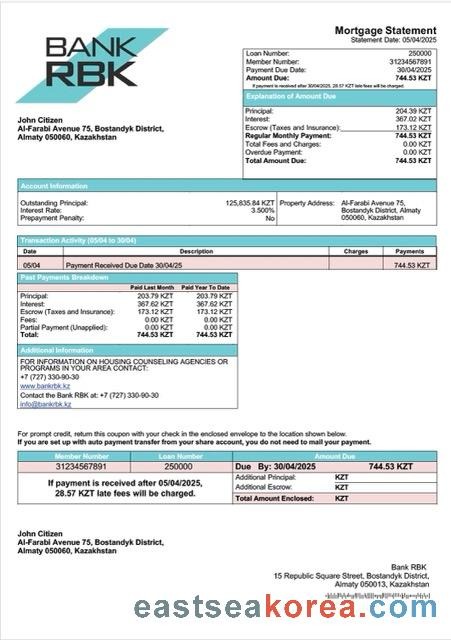 BANK
RBK
Mortgage Statement
Statement Date: 05/04/2025
Loan Number: 250000
Member Number: 31234567891
Payment Due Date: 30/04/2025
Amount Due: 744.53 KZT
If payment is received after 30/04/2025, 28.57 KZT late fees will be charged.
Explanation of Amount Due
Principal: 204.39 KZT
Interest: 367.02 KZT
Escrow (Taxes and Insurance): 173.12 KZT
Regular Monthly Payment: 744.53 KZT
Total Fees and Charges: 0.00 KZT
Overdue Payment: 0.00 KZT
Total Amount Due: 744.53 KZT
John Citizen
Al-Farabi Avenue 75, Bostandyk District,
Almaty 050060, Kazakhstan
Account Information
Outstanding Principal: 125,835.84 KZT
Interest Rate: 3.500%
Prepayment Penalty: No
Property Address: Al-Farabi Avenue 75,
Bostandyk District, Almaty
050060, Kazakhstan
Transaction Activity (05/04 to 30/04)
Date Description Charges Payments
05/04 Payment Received Due Date 30/04/25 744.53 KZT
Past Payments Breakdown
Paid Last Month Paid Year To Date
Principal: 203.79 KZT 203.79 KZT
Interest: 367.62 KZT 367.62 KZT
Escrow (Taxes and Insurance): 173.12 KZT 173.12 KZT
Fees: 0.00 KZT 0.00 KZT
Partial Payment (Unapplied): 0.00 KZT 0.00 KZT
Total: 744.53 KZT 744.53 KZT
Additional Information
FOR INFORMATION ON HOUSING COUNSELING AGENCIES OR
PROGRAMS IN YOUR AREA CONTACT:
+7 (727) 330-90-30
www.bankrbk.kz
Contact the Bank RBK at: +7 (727) 330-90-30
info@bankrbk.kz
For prompt credit, return this coupon with your check in the enclosed envelope to the location shown below.
If you are set up with auto payment transfer from your share account, you do not need to mail your payment.
Member Number Loan Number Amount Due
31234567891 250000 Due By: 30/04/2025 744.53 KZT
If payment is received after 05/04/2025,
28.57 KZT late fees will be charged.
Additional Principal: KZT
Additional Escrow: KZT
Total Amount Enclosed: KZT
John Citizen
Al-Farabi Avenue 75, Bostandyk District,
Almaty 050060, Kazakhstan
Bank RBK
15 Republic Square Street, Bostandyk District,
Almaty 050013, Kazakhstan
eastseakorea.com